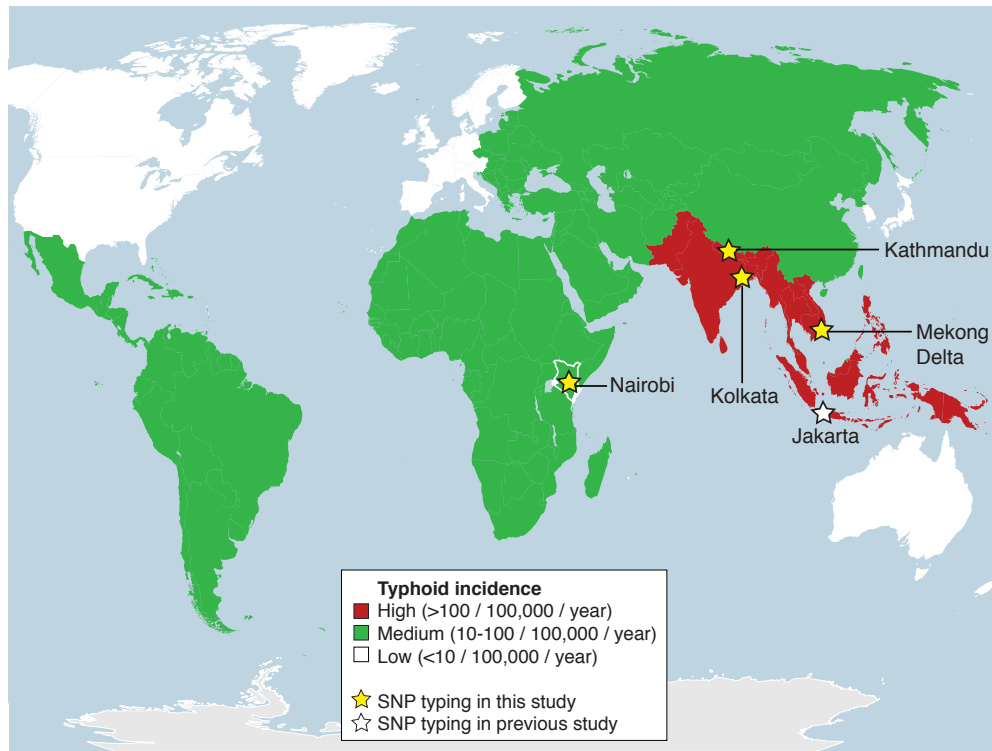 Kathmandu
Mekong
Delta
Nairobi
Kolkata
Jakarta
Typhoid incidence
High (>100 / 100,000 / year)
Medium (10-100 / 100,000 / year)
Low (<10 / 100,000 / year)
SNP typing in this study
SNP typing in previous study